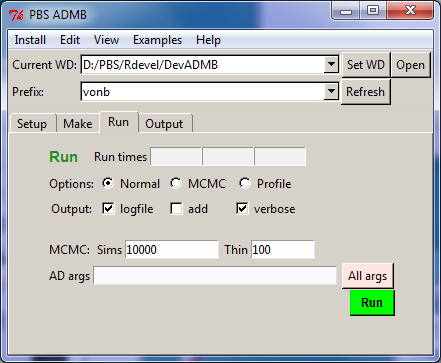 PBS ADMB
Install Edit View Examples Help
Current WD: D:/PBS/Rdevel/DevADMB Set WD Open
Prefix: vonb Refresh
Setup Make Run Output
Run Run times
Options: Normal MCMC Profile
Output: logfile add verbose
MCMC: Sims 10000 Thin 100
AD args All args
Run